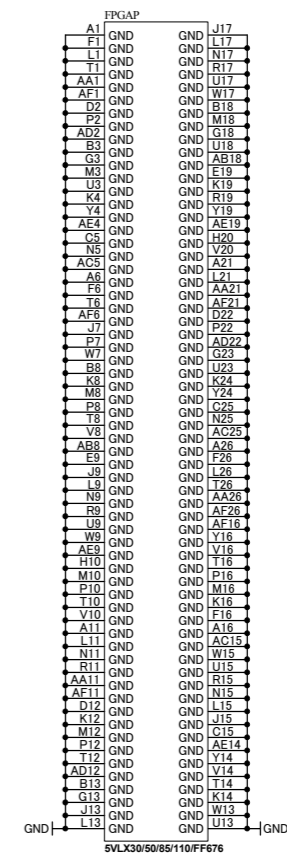 FPGAP
A1 GND GND J17
F1 GND GND L17
L1 GND GND N17
T1 GND GND R17
AA1 GND GND U17
AF1 GND GND W17
D2 GND GND B18
P2 GND GND M18
AD2 GND GND G18
B3 GND GND U18
G3 GND GND AB18
M3 GND GND E19
U3 GND GND K19
K4 GND GND R19
Y4 GND GND Y19
AE4 GND GND AE19
C5 GND GND H20
N5 GND GND V20
AC5 GND GND A21
A6 GND GND L21
F6 GND GND AA21
T6 GND GND AF21
AF6 GND GND D22
J7 GND GND P22
P7 GND GND AD22
W7 GND GND G23
B8 GND GND U23
K8 GND GND K24
M8 GND GND Y24
P8 GND GND C25
T8 GND GND N25
V8 GND GND AC25
AB8 GND GND A26
E9 GND GND F26
J9 GND GND L26
L9 GND GND T26
N9 GND GND AA26
R9 GND GND AF26
U9 GND GND AF16
W9 GND GND Y16
AE9 GND GND V16
H10 GND GND T16
M10 GND GND P16
P10 GND GND M16
T10 GND GND K16
V10 GND GND F16
A11 GND GND A16
L11 GND GND AC15
N11 GND GND W15
R11 GND GND U15
AA11 GND GND R15
AF11 GND GND N15
D12 GND GND L15
K12 GND GND J15
M12 GND GND C15
P12 GND GND AE14
T12 GND GND Y14
AD12 GND GND V14
B13 GND GND T14
G13 GND GND K14
J13 GND GND W13
GND L13 GND GND U13 GND
5VLX30/50/85/110/FF676